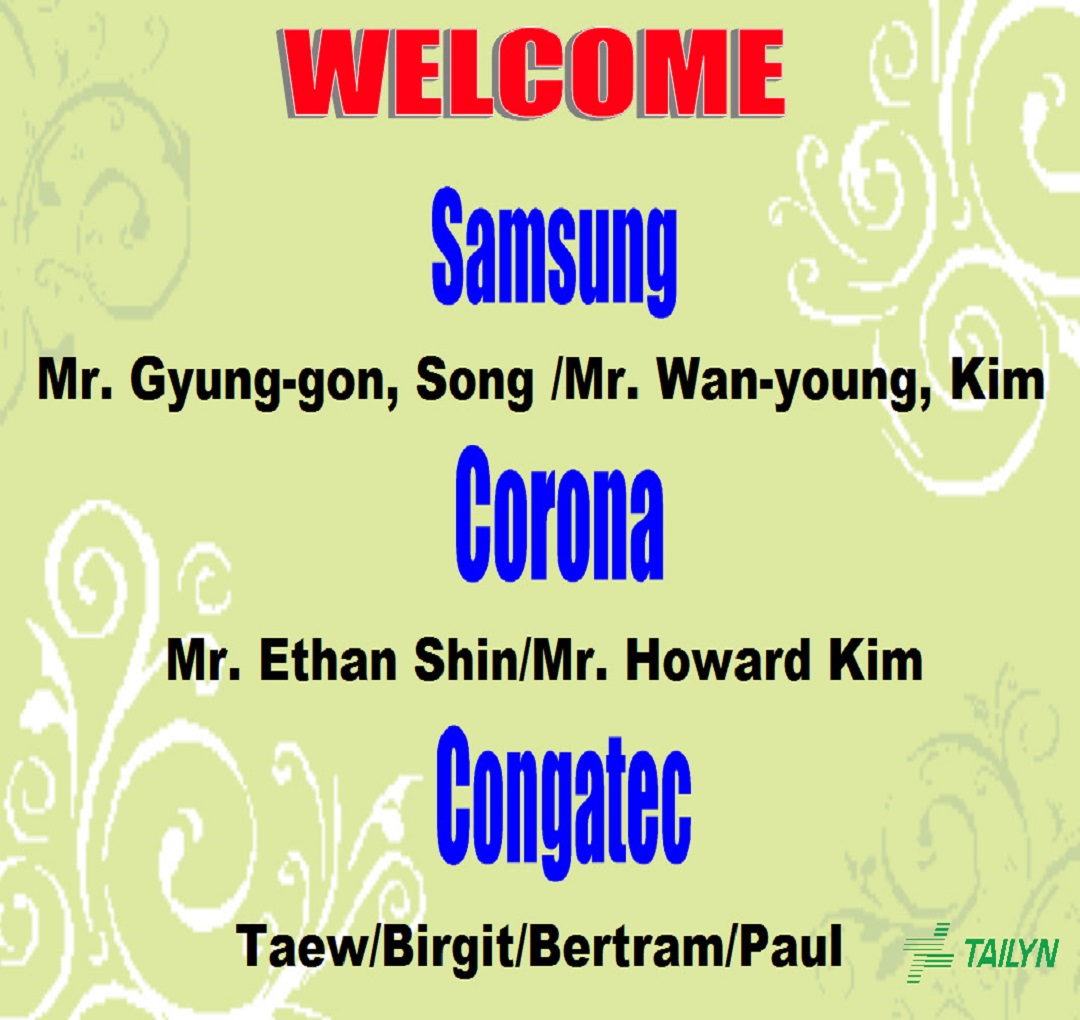 WELCOME
Samsung
Mr. Gyung-gon, Song /Mr. Wan-young, Kim
Corona
Mr. Ethan Shin/Mr. Howard Kim
Congatec
Taew/Birgit/Bertram/Paul
TAILYN